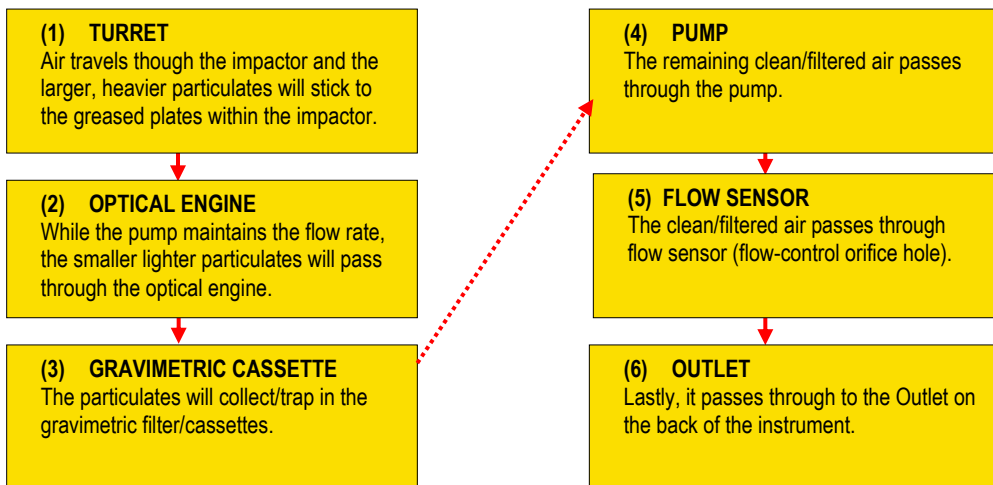 (1) TURRET
Air travels though the impactor and the
larger, heavier particulates will stick to
the greased plates within the impactor.
(2) OPTICAL ENGINE
While the pump maintains the flow rate,
the smaller lighter particulates will pass
through the optical engine.
(3) GRAVIMETRIC CASSETTE
The particulates will collect/trap in the
gravimetric filter/cassettes.
(4) PUMP
The remaining clean/filtered air passes
through the pump.
(5) FLOW SENSOR
The clean/filtered air passes through
flow sensor (flow-control orifice hole).
(6) OUTLET
Lastly, it passes through to the Outlet on
the back of the instrument.